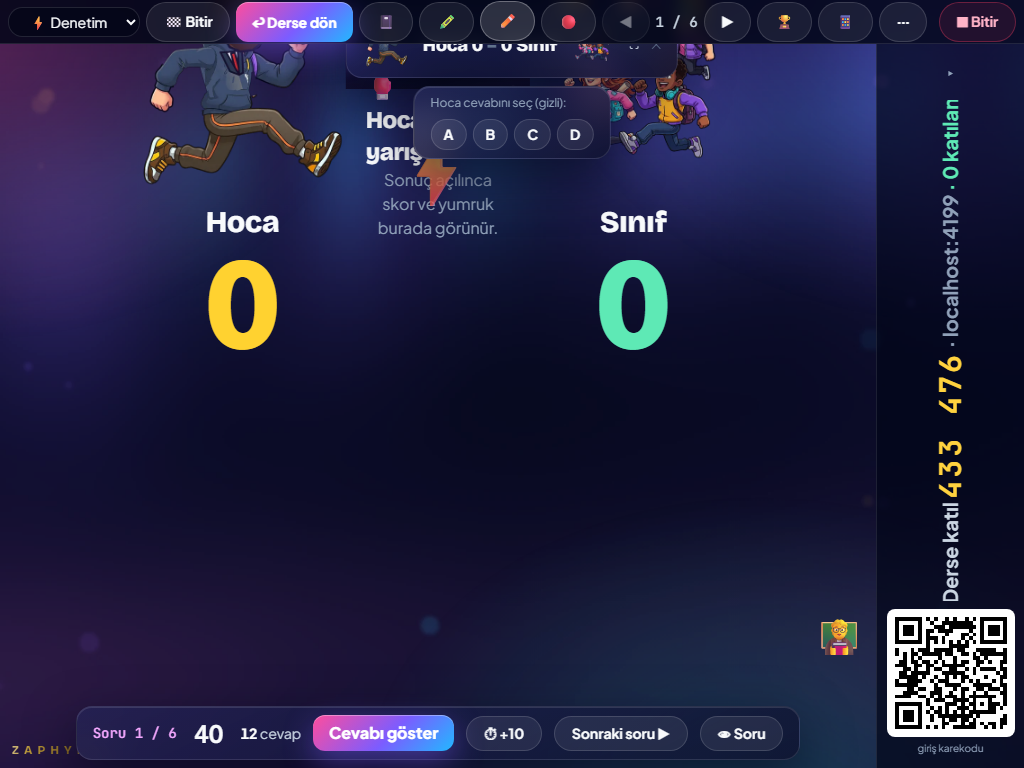 Denetim
Bitir
Derse dön
1 / 6
Bitir
Hoca 0 – 0 Sınıf
Hoca cevabını seç (gizli):
A B C D
Sonuç açılınca
skor ve yumruk
burada görünür.
Hoca
Sınıf
0
0
Derse katıl 433 476 · localhost:4199 · 0 katılan
giriş karekodu
Soru 1 / 6
40
12 cevap
Cevabı göster
+10
Sonraki soru
Soru